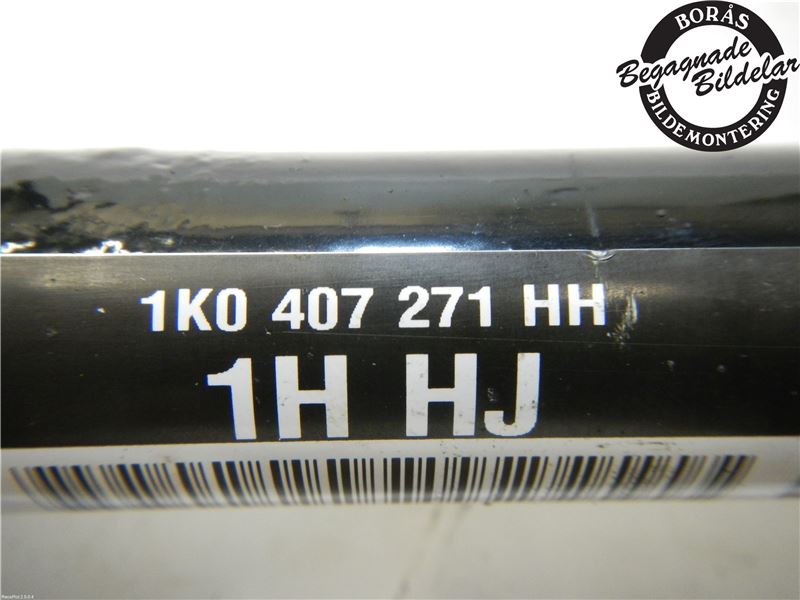 BORÅS
Begagnade
Bildelar
BILDEMONTERING
1K0 407 271 HH
1H HJ